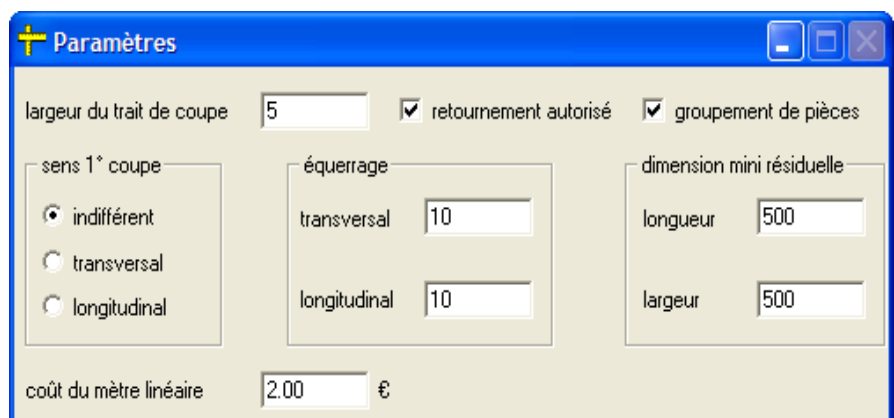 Paramètres
largeur du trait de coupe 5 retournement autorisé groupement de pièces
sens 1° coupe équerrage dimension mini résiduelle
indifférent transversal 10 longueur 500
transversal
longitudinal longitudinal 10 largeur 500
coût du mètre linéaire 2.00 €